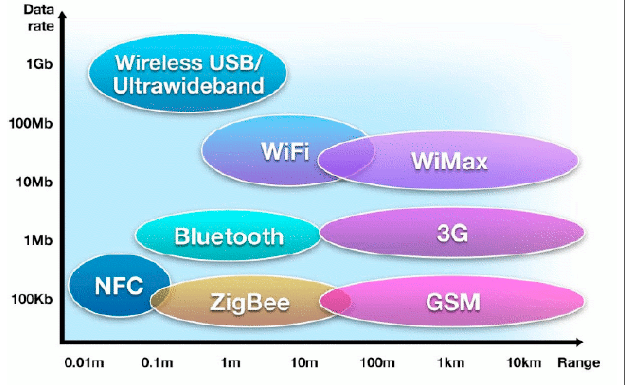 Data
rate
1Gb
Wireless USB/
Ultrawideband
100Mb
WiFi
WiMax
10Mb
1Mb
Bluetooth
3G
NFC
100Kb
ZigBee
GSM
0.01m 0.1m 1m 10m 100m 1km 10km Range